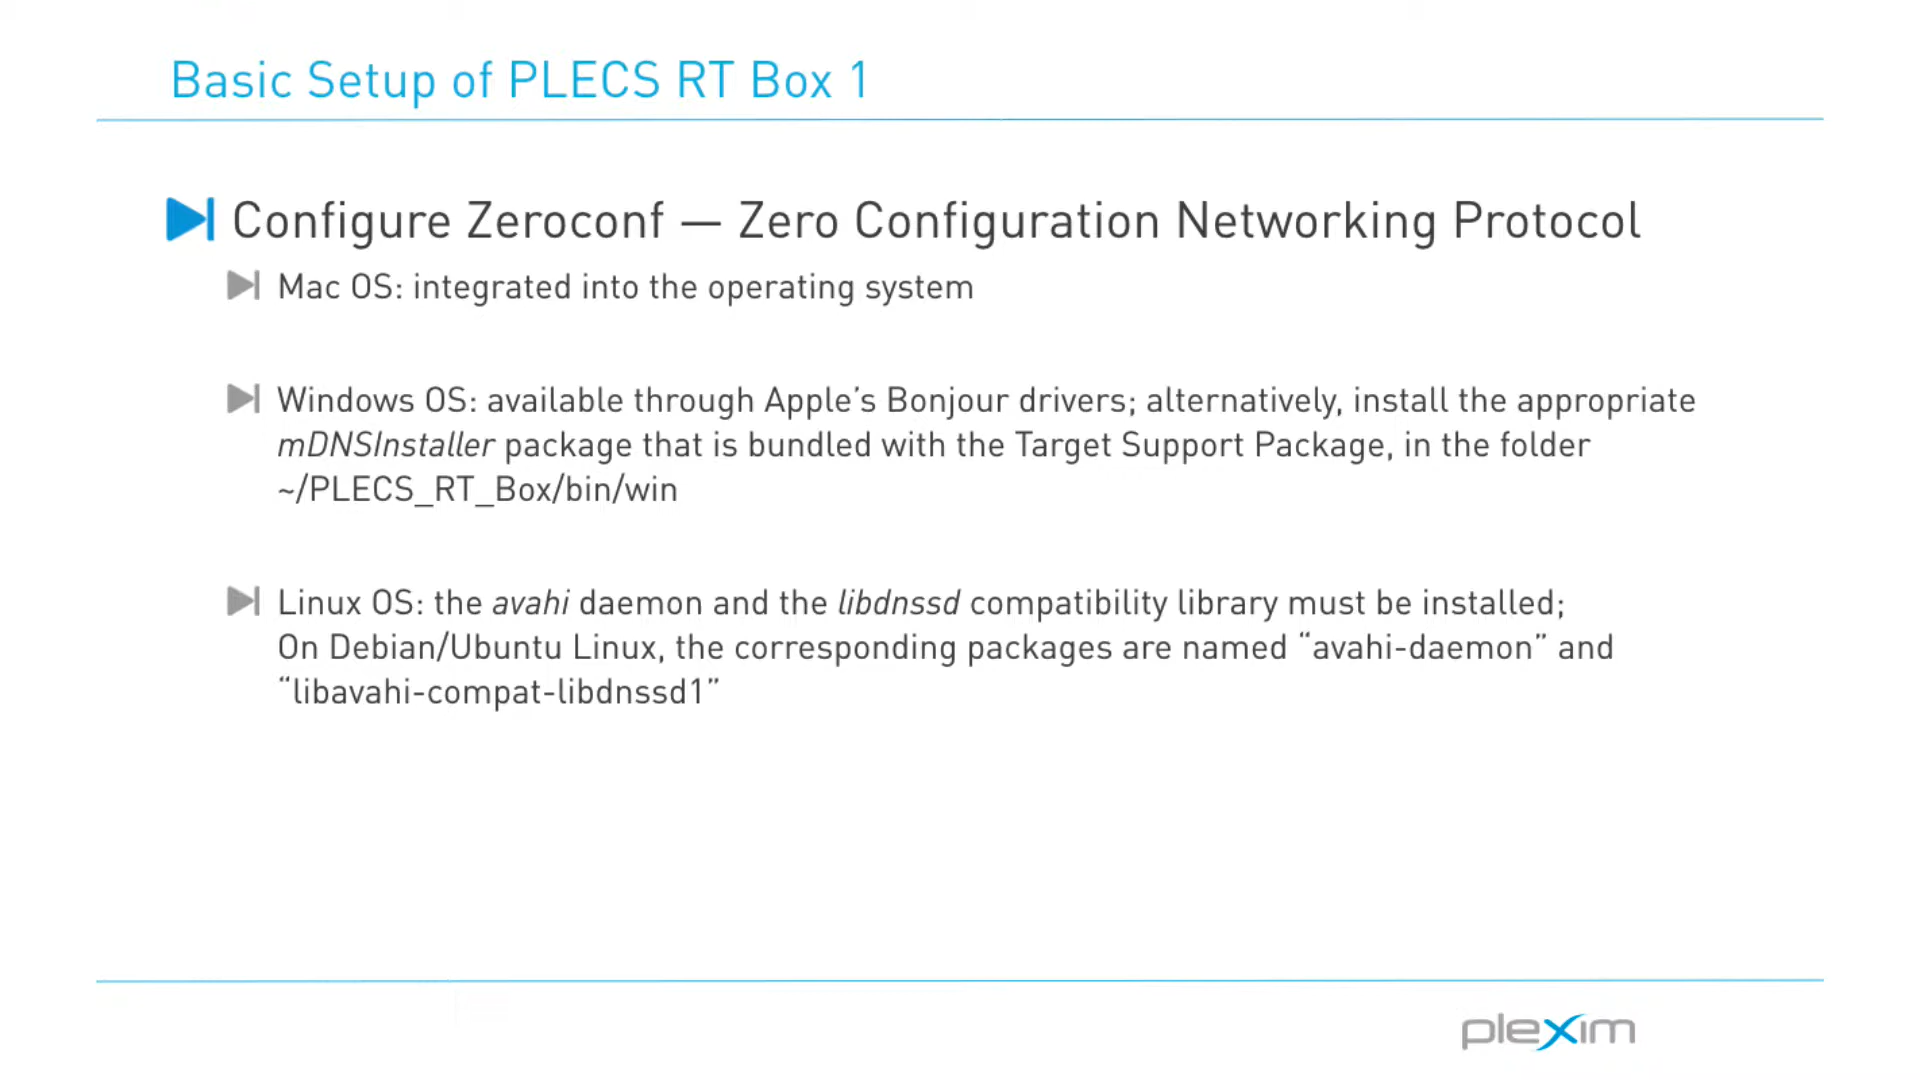 Basic Setup of PLECS RT Box 1
Configure Zeroconf — Zero Configuration Networking Protocol
Mac OS: integrated into the operating system
Windows OS: available through Apple’s Bonjour drivers; alternatively, install the appropriate
mDNSInstaller package that is bundled with the Target Support Package, in the folder
~/PLECS_RT_Box/bin/win
Linux OS: the avahi daemon and the libdnssd compatibility library must be installed;
On Debian/Ubuntu Linux, the corresponding packages are named “avahi-daemon” and
“libavahi-compat-libdnssd1”
plexim